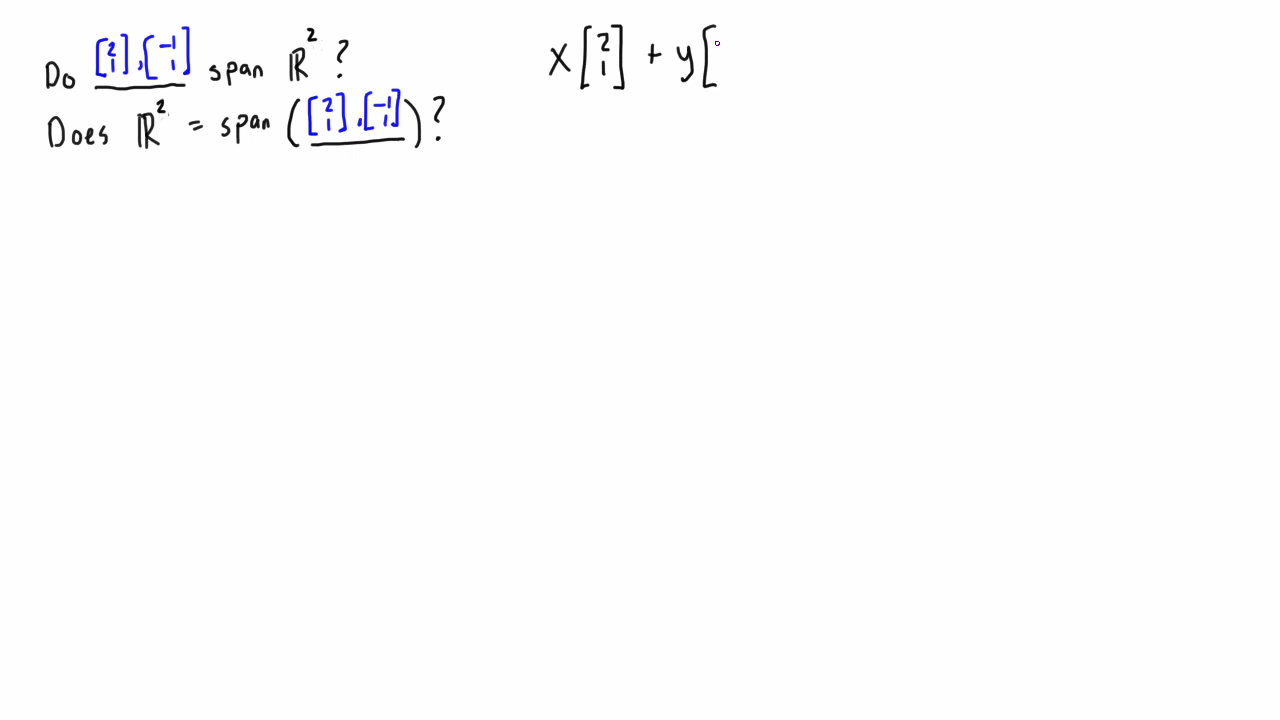 Do [2 1], [-1 1] span ℝ² ?
Does ℝ² = span ([2 1], [-1 1]) ?
x[2 1] + y[